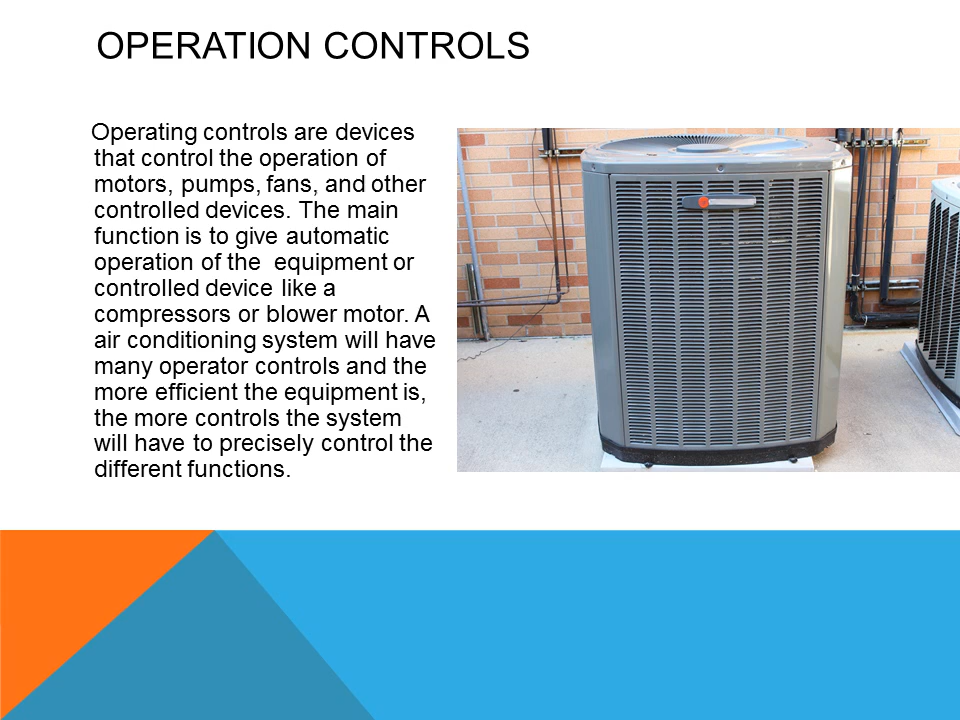 OPERATION CONTROLS
Operating controls are devices
that control the operation of
motors, pumps, fans, and other
controlled devices. The main
function is to give automatic
operation of the  equipment or
controlled device like a
compressors or blower motor. A
air conditioning system will have
many operator controls and the
more efficient the equipment is,
the more controls the system
will have to precisely control the
different functions.